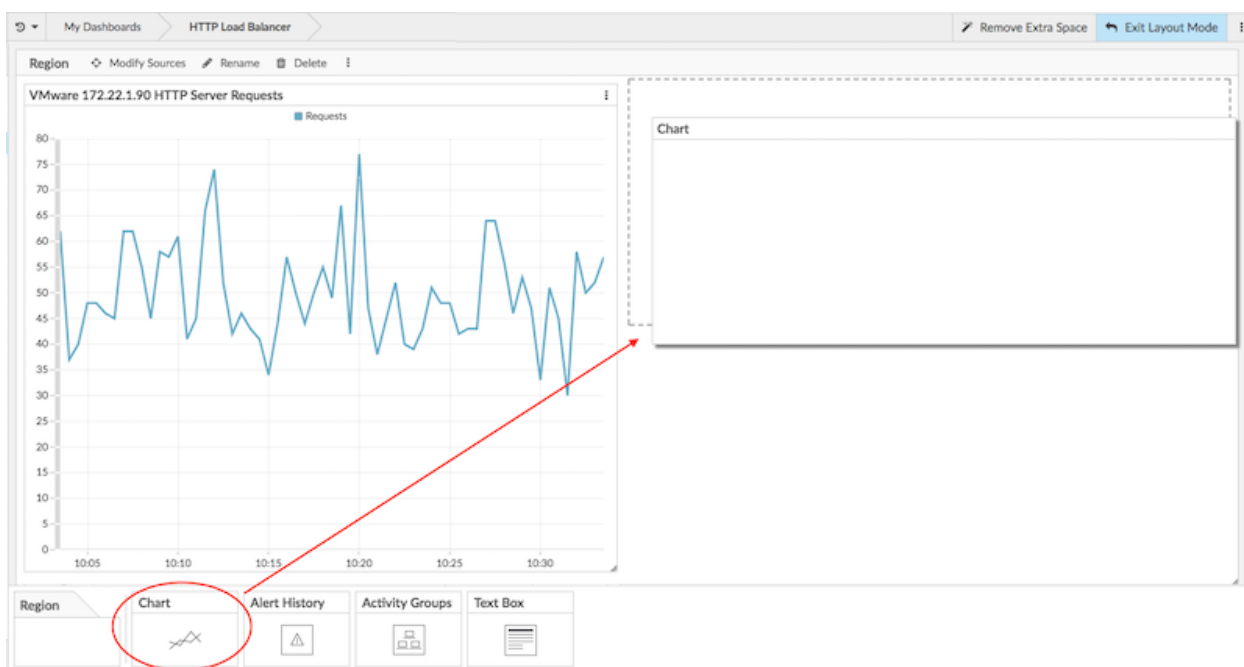 My Dashboards HTTP Load Balancer Remove Extra Space Exit Layout Mode
Region Modify Sources Rename Delete
VMware 172.22.1.90 HTTP Server Requests
Requests
Chart
80
75
70
65
60
55
50
45
40
35
30
25
20
15
10
5
0
10:05 10:10 10:15 10:20 10:25 10:30
Region Chart Alert History Activity Groups Text Box